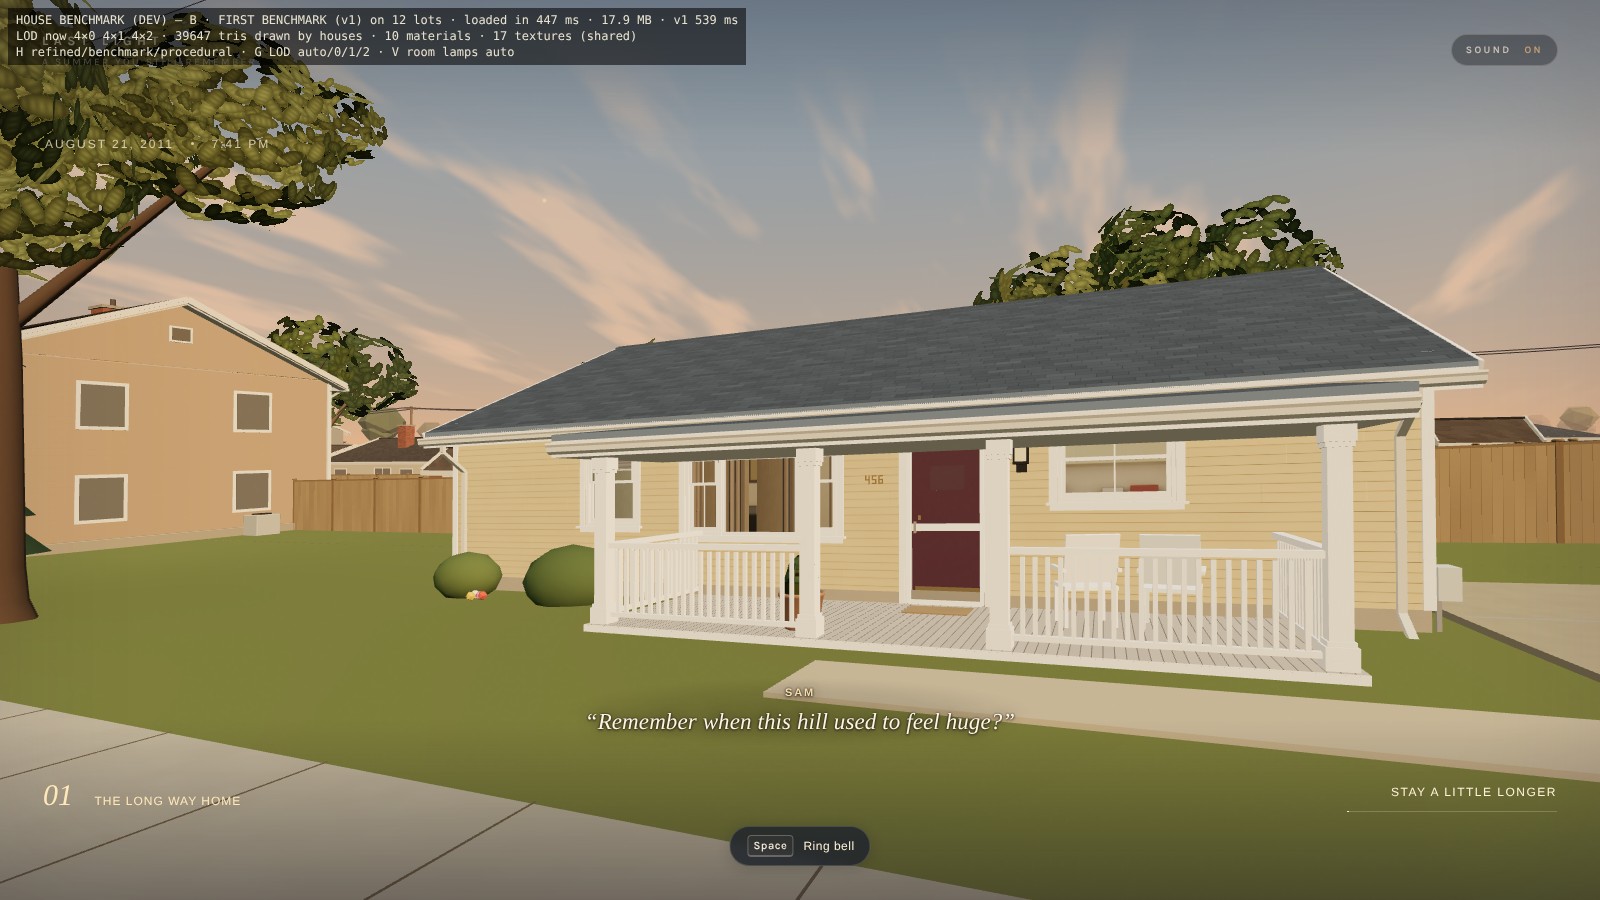 HOUSE BENCHMARK (DEV) — B · FIRST BENCHMARK (v1) on 12 lots · loaded in 447 ms · 17.9 MB · v1 539 ms
LOD now 4×0 4×1 4×2 · 39647 tris drawn by houses · 10 materials · 17 textures (shared)
H refined/benchmark/procedural · G LOD auto/0/1/2 · V room lamps auto
SOUND ON
AUGUST 21, 2011 • 7:41 PM
456
SAM
“Remember when this hill used to feel huge?”
01 THE LONG WAY HOME
STAY A LITTLE LONGER
Space Ring bell